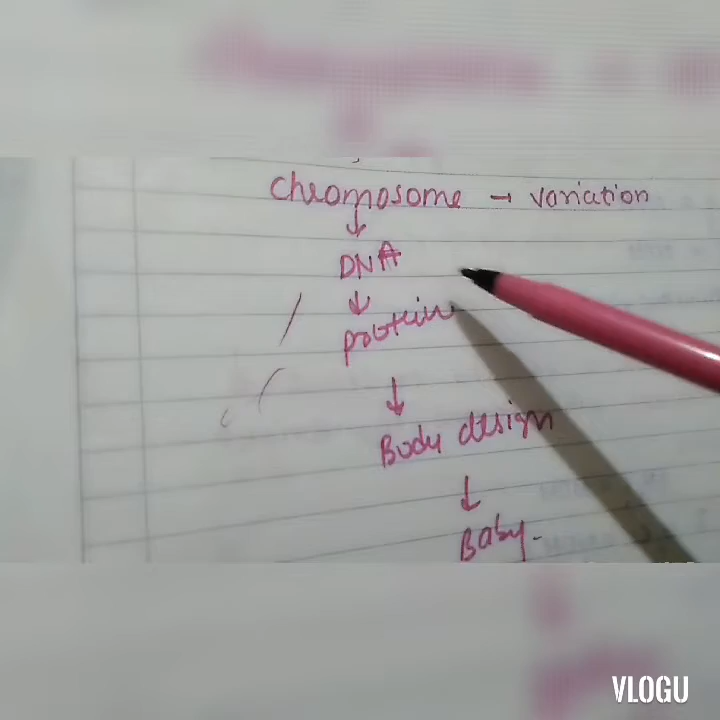 Chromosome → variation
↓
DNA
↓
protein
↓
Body design
↓
Baby.
VLOGU